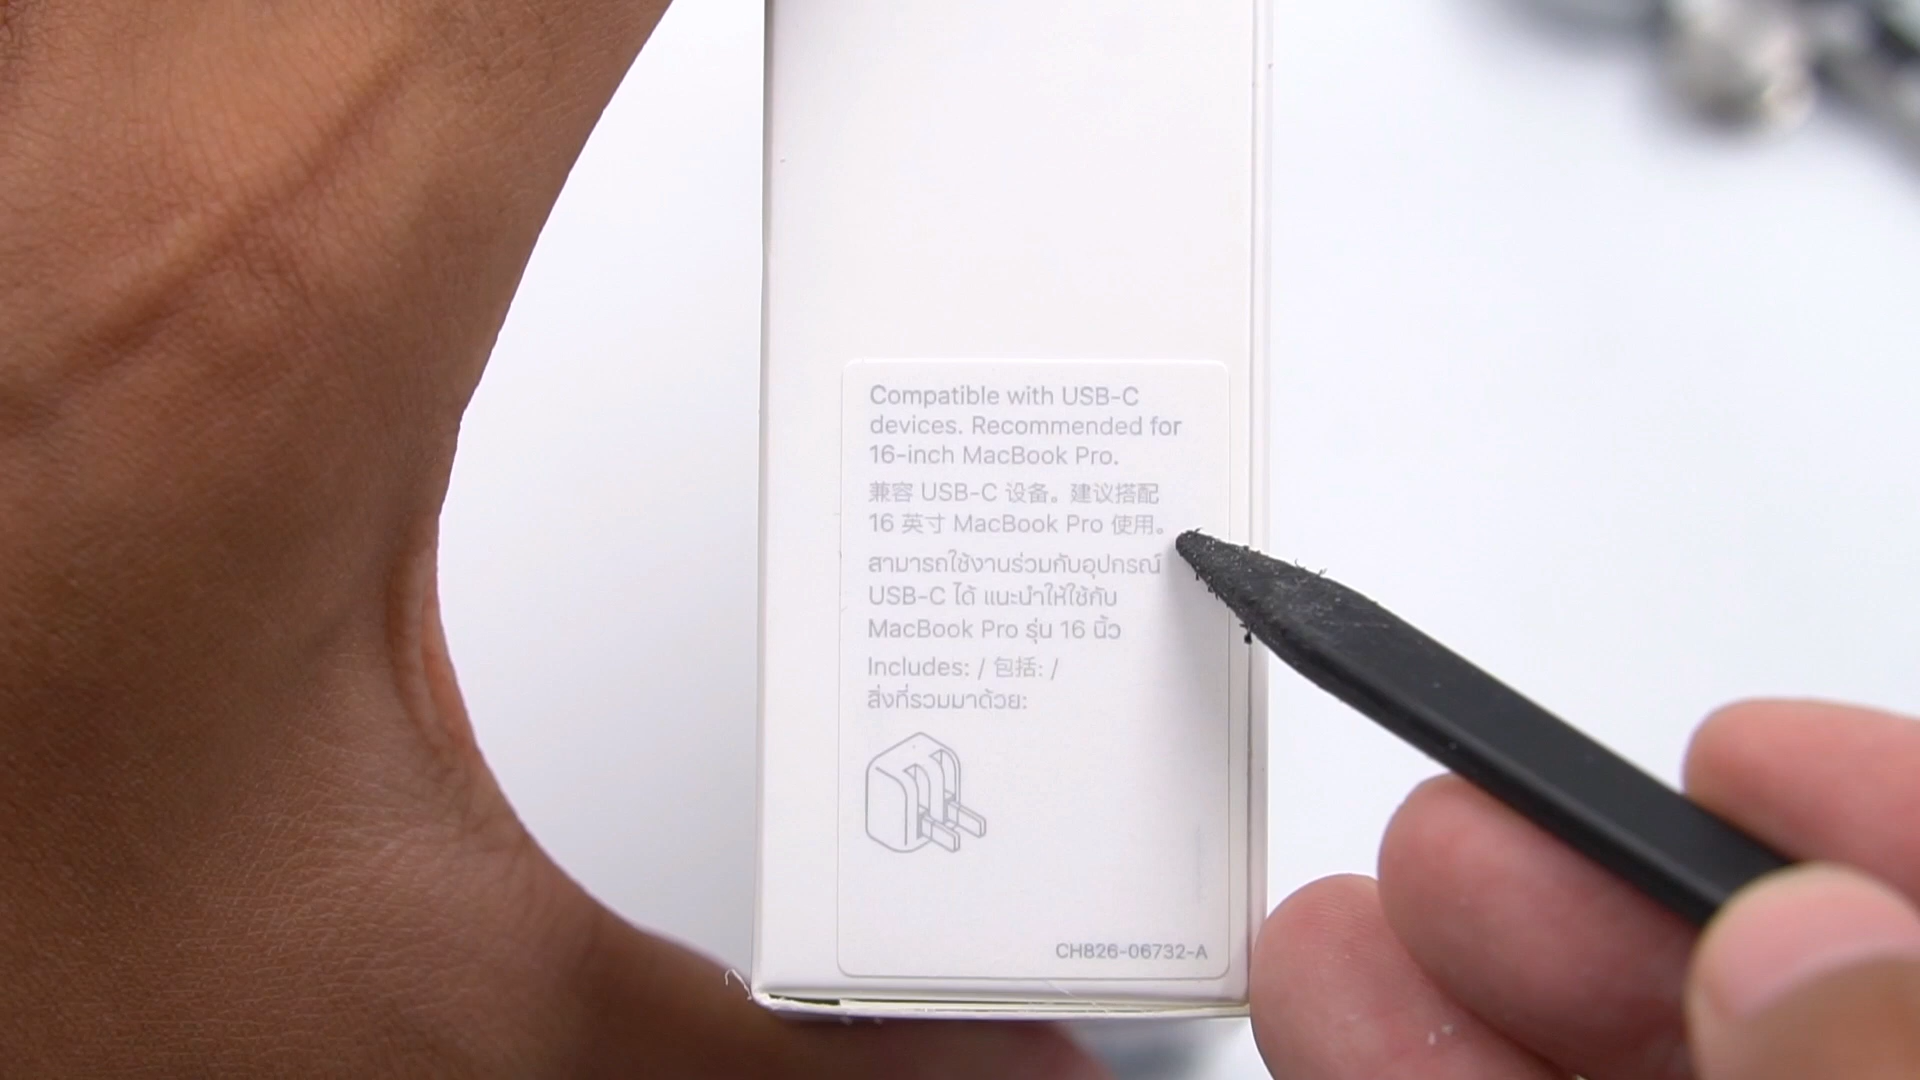 Compatible with USB-C
devices. Recommended for
16-inch MacBook Pro.
兼容 USB-C 设备。建议搭配
16 英寸 MacBook Pro 使用。
สามารถใช้งานร่วมกับอุปกรณ์
USB-C ได้ แนะนำให้ใช้กับ
MacBook Pro รุ่น 16 นิ้ว
Includes: / 包括: /
สิ่งที่รวมมาด้วย:
CH826-06732-A